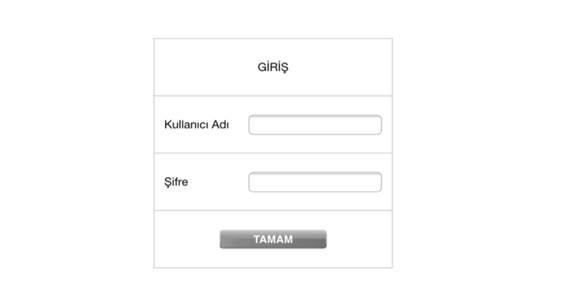 GİRİŞ
Kullanıcı Adı
Şifre
TAMAM